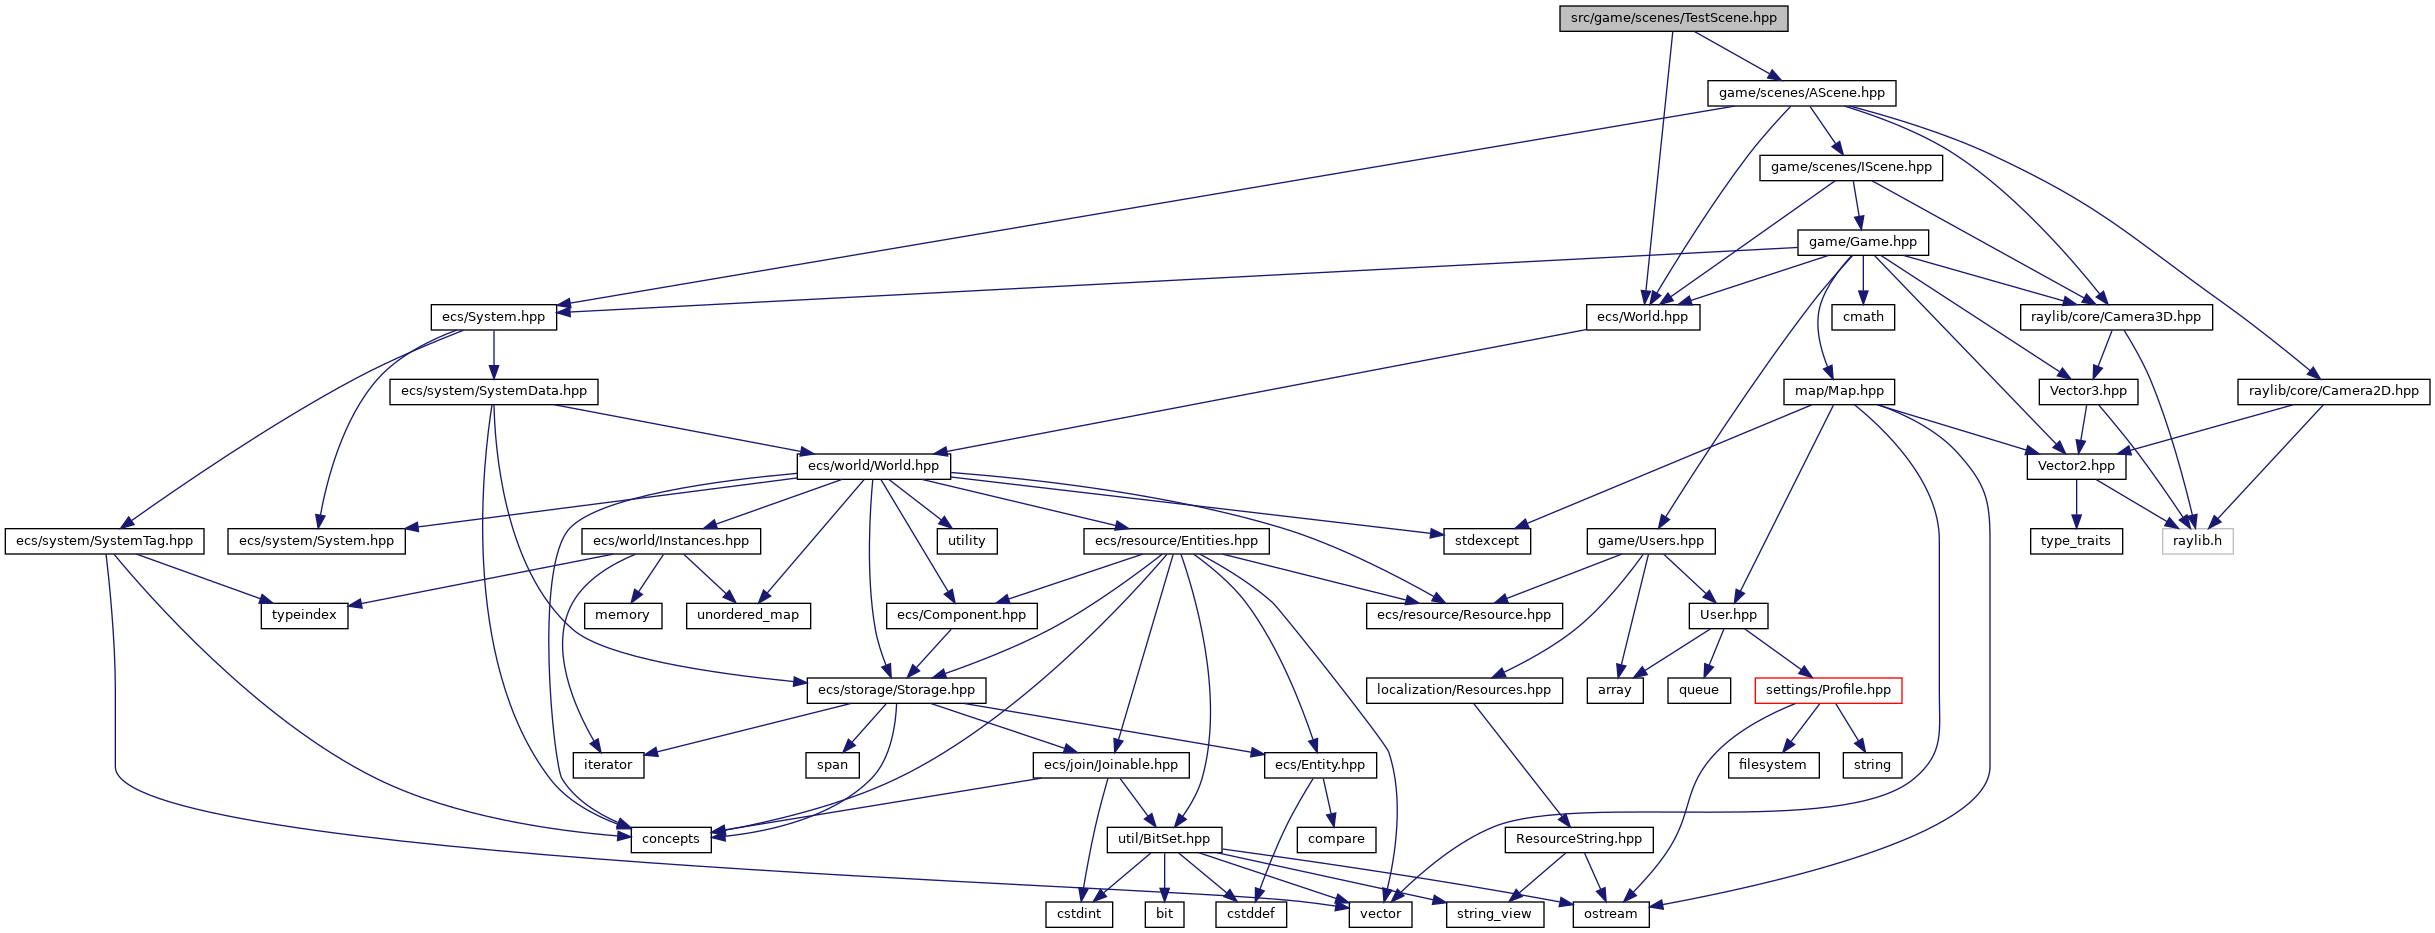 src/game/scenes/TestScene.hpp
game/scenes/AScene.hpp
game/scenes/IScene.hpp
game/Game.hpp
ecs/System.hpp
ecs/World.hpp
cmath
raylib/core/Camera3D.hpp
ecs/system/SystemData.hpp
map/Map.hpp
Vector3.hpp
raylib/core/Camera2D.hpp
ecs/world/World.hpp
Vector2.hpp
ecs/system/SystemTag.hpp
ecs/system/System.hpp
ecs/world/Instances.hpp
utility
ecs/resource/Entities.hpp
stdexcept
game/Users.hpp
type_traits
raylib.h
typeindex
memory
unordered_map
ecs/Component.hpp
ecs/resource/Resource.hpp
User.hpp
ecs/storage/Storage.hpp
localization/Resources.hpp
array
queue
settings/Profile.hpp
iterator
span
ecs/join/Joinable.hpp
ecs/Entity.hpp
filesystem
string
concepts
util/BitSet.hpp
compare
ResourceString.hpp
cstdint
bit
cstddef
vector
string_view
ostream